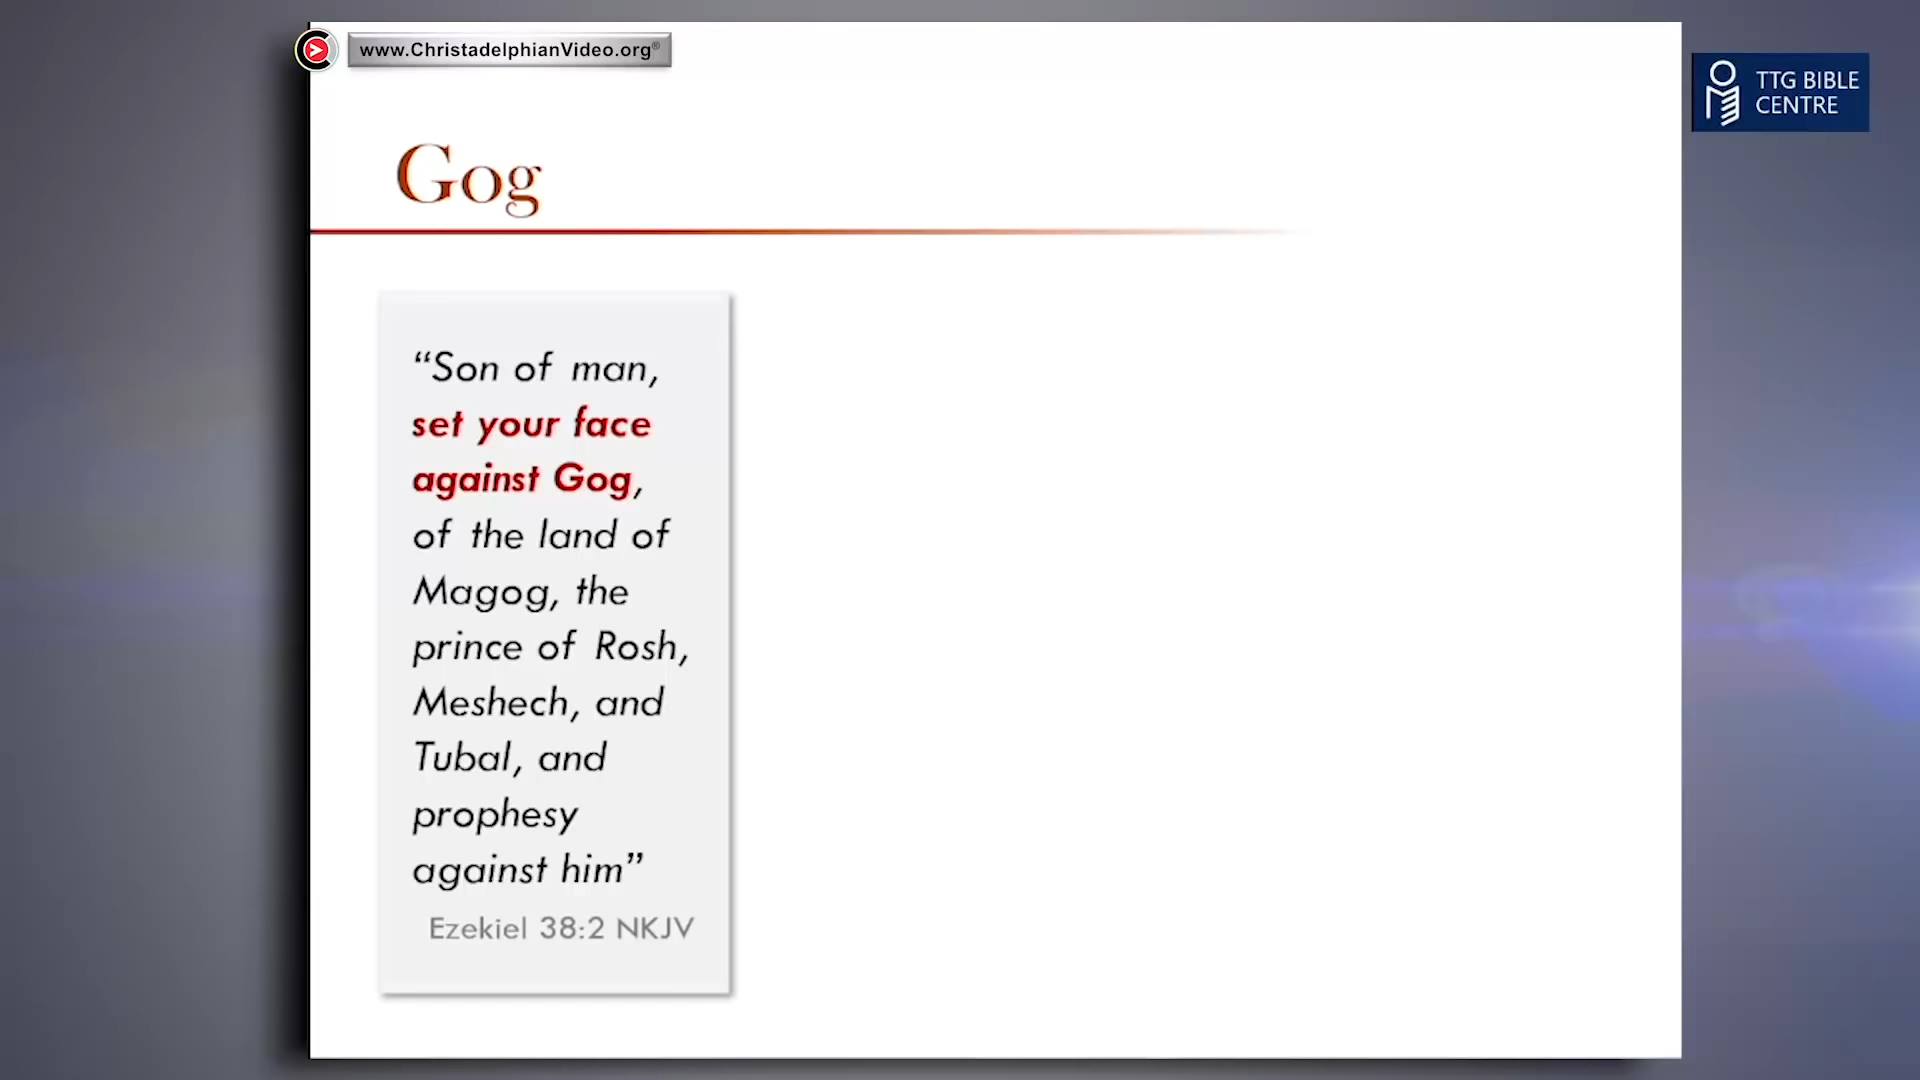 www.ChristadelphianVideo.org®
TTG BIBLE
CENTRE
Gog
“Son of man,
set your face
against Gog,
of the land of
Magog, the
prince of Rosh,
Meshech, and
Tubal, and
prophesy
against him”
Ezekiel 38:2 NKJV